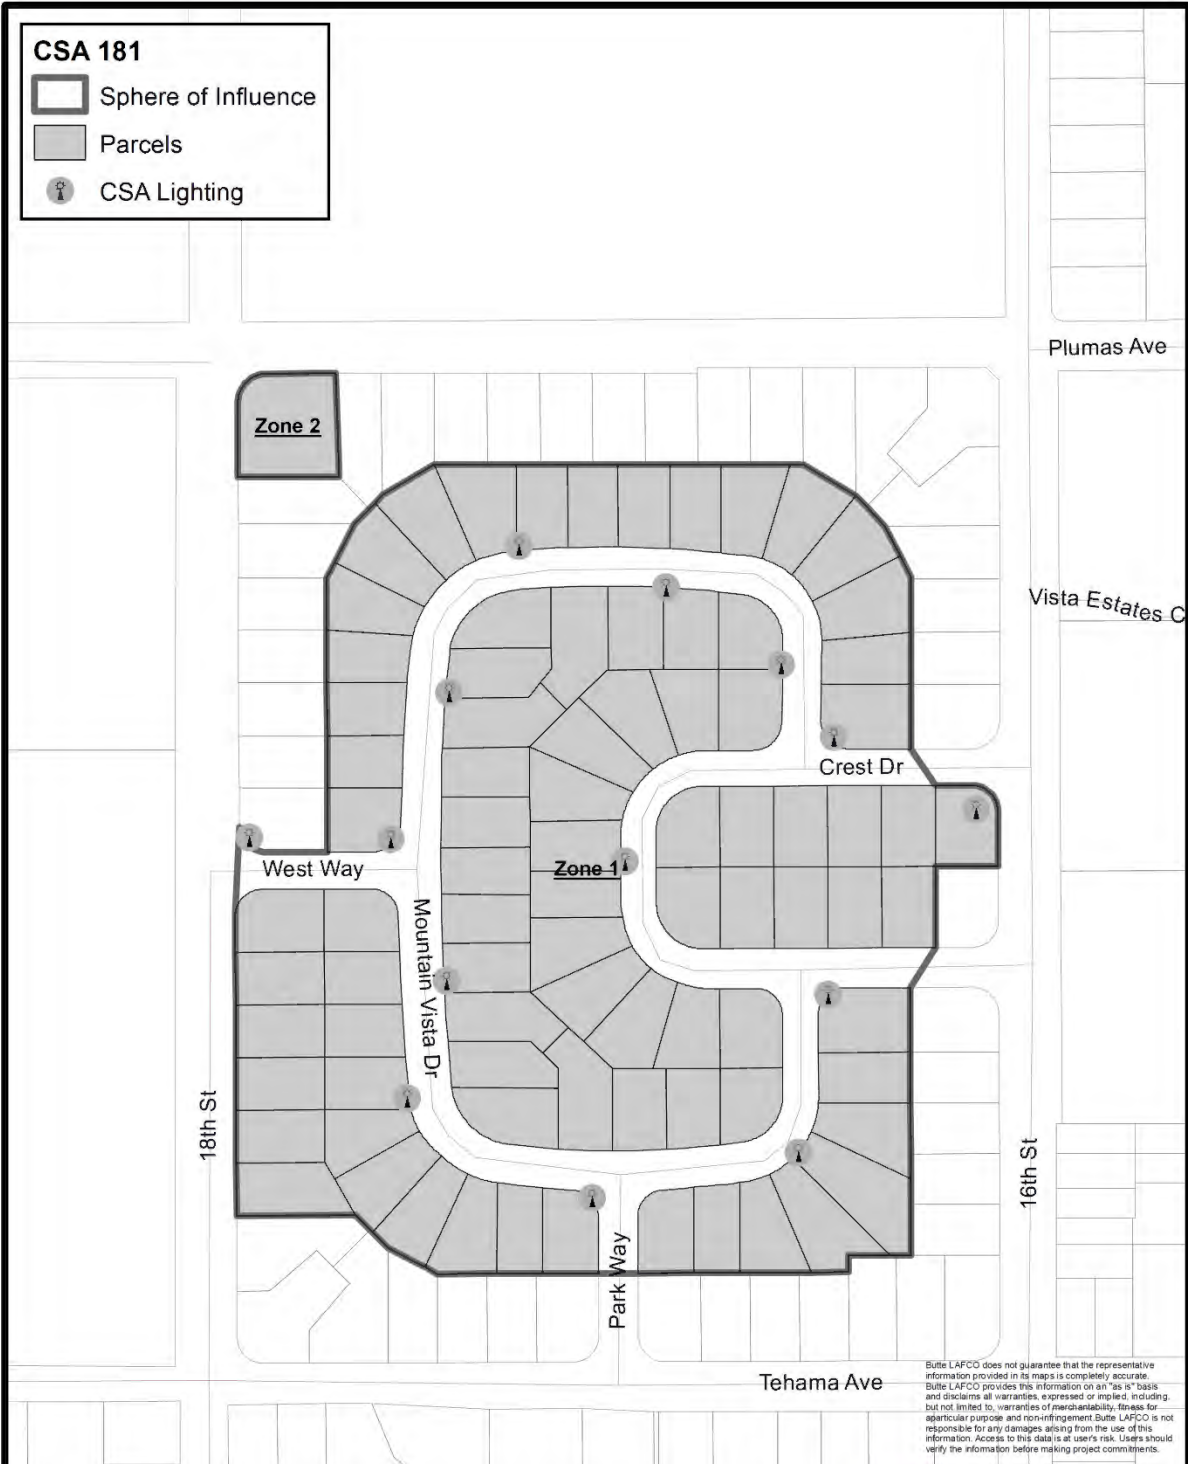 CSA 181
Sphere of Influence
Parcels
CSA Lighting
Plumas Ave
Zone 2
Vista Estates C
Crest Dr
West Way
Zone 1
Mountain Vista Dr
18th St
16th St
Park Way
Tehama Ave
Butte LAFCO does not guarantee that the representative
information provided in its maps is completely accurate.
Butte LAFCO provides this information on an "as is" basis
and disclaims all warranties, expressed or implied, including,
but not limited to, warranties of merchantability, fitness for
aparticular purpose and non-infringement.Butte LAFCO is not
responsible for any damages arising from the use of this
information. Access to this data is at user's risk. Users should
verify the information before making project commitments.